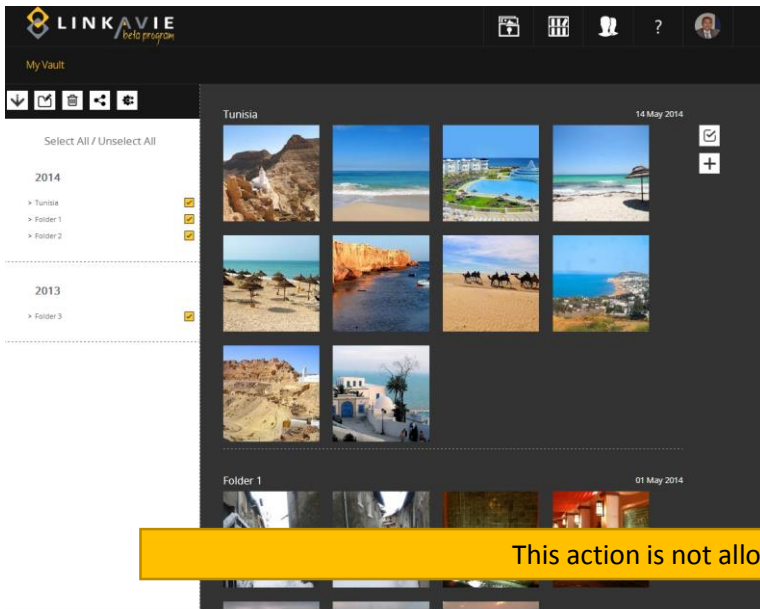 LINKAVIE
beta program
?
My Vault
Select All / Unselect All
2014
> Tunisia
> Folder 1
> Folder 2
2013
> Folder 3
Tunisia
14 May 2014
Folder 1
01 May 2014
This action is not allo